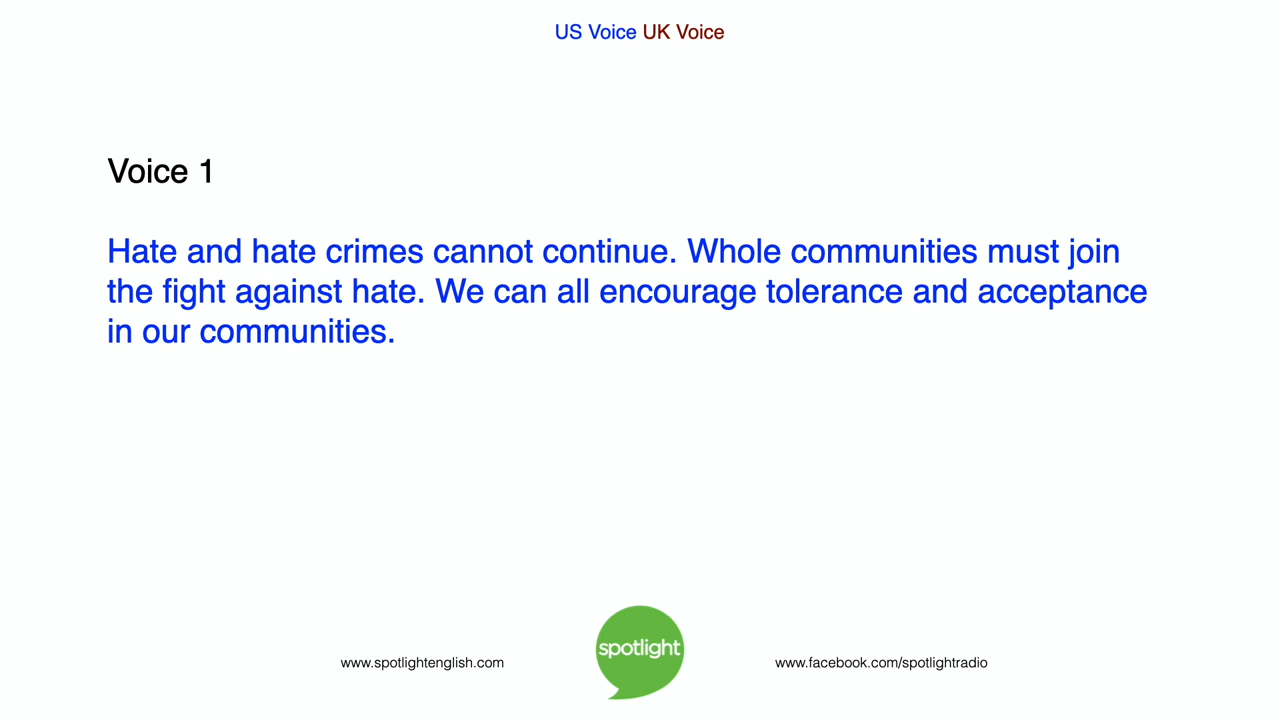 US Voice UK Voice
Voice 1
Hate and hate crimes cannot continue. Whole communities must join
the fight against hate. We can all encourage tolerance and acceptance
in our communities.
www.spotlightenglish.com
spotlight
www.facebook.com/spotlightradio